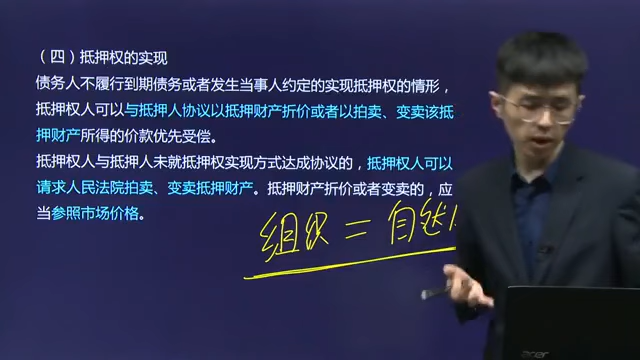 （四）抵押权的实现
债务人不履行到期债务或者发生当事人约定的实现抵押权的情形，
抵押权人可以与抵押人协议以抵押财产折价或者以拍卖、变卖该抵
押财产所得的价款优先受偿。
抵押权人与抵押人未就抵押权实现方式达成协议的，抵押权人可以
请求人民法院拍卖、变卖抵押财产。抵押财产折价或者变卖的，应
当参照市场价格。
组织 = 自然
acer